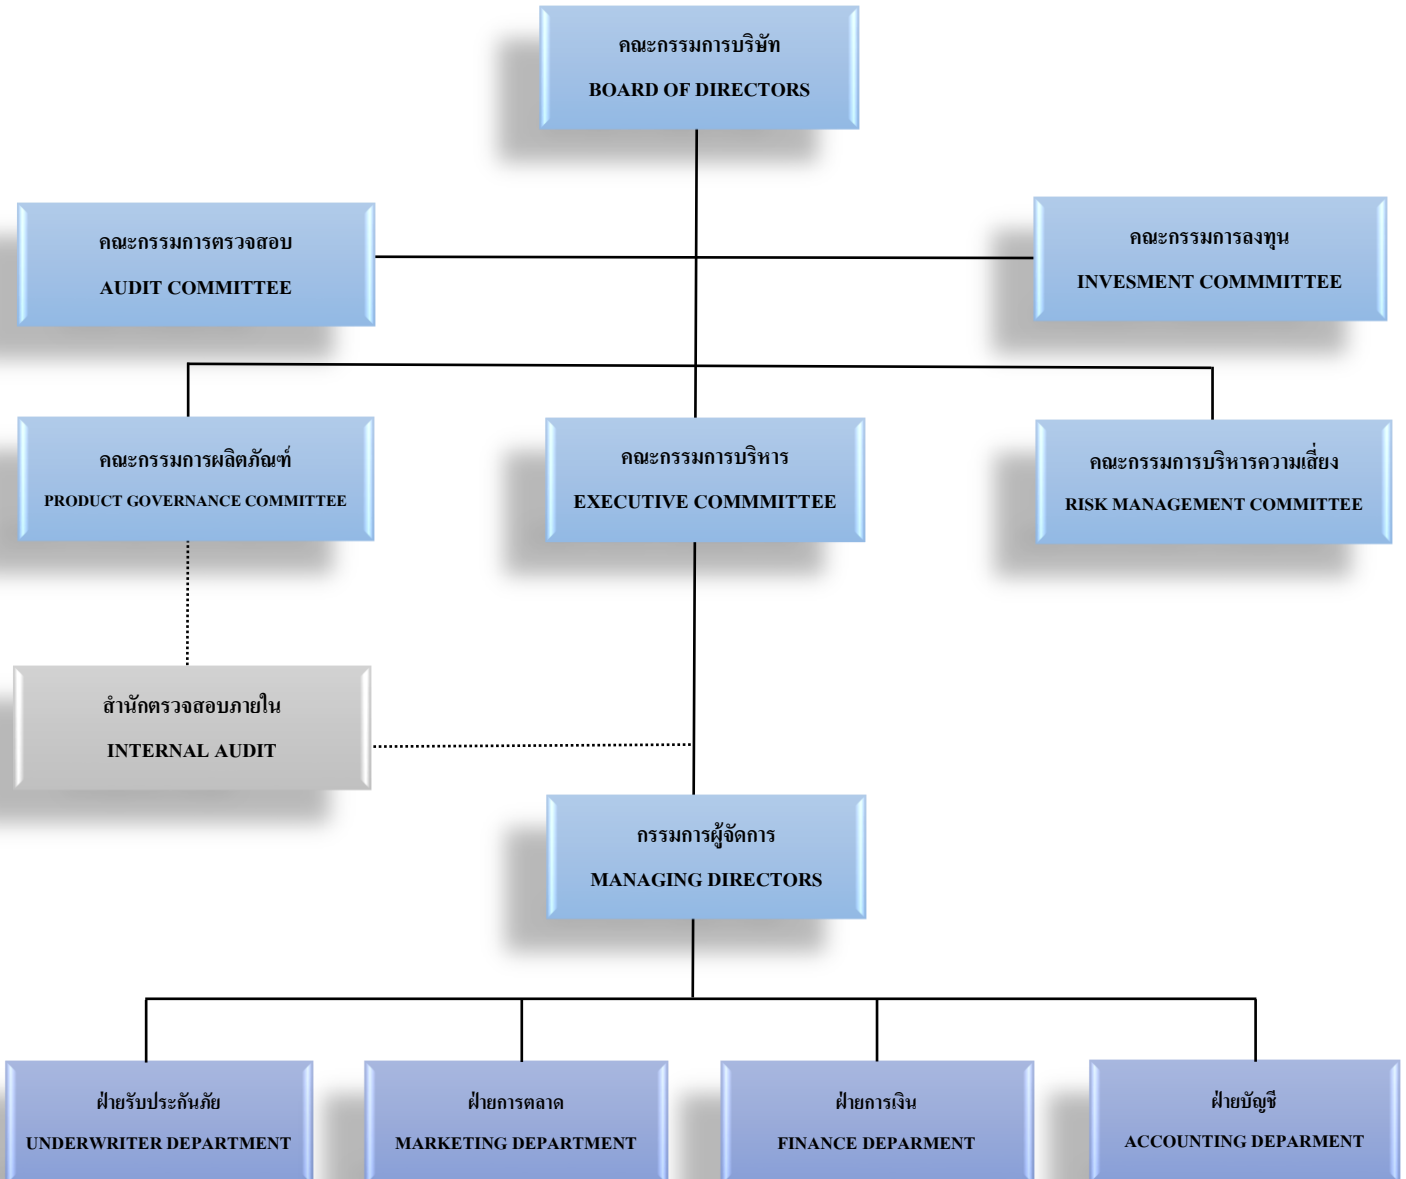 คณะกรรมการบริษัท
BOARD OF DIRECTORS
คณะกรรมการตรวจสอบ
AUDIT COMMITTEE
คณะกรรมการลงทุน
INVESMENT COMMMITTEE
คณะกรรมการผลิตภัณฑ์
PRODUCT GOVERNANCE COMMITTEE
คณะกรรมการบริหาร
EXECUTIVE COMMMITTEE
คณะกรรมการบริหารความเสี่ยง
RISK MANAGEMENT COMMITTEE
สำนักตรวจสอบภายใน
INTERNAL AUDIT
กรรมการผู้จัดการ
MANAGING DIRECTORS
ฝ่ายรับประกันภัย
UNDERWRITER DEPARTMENT
ฝ่ายการตลาด
MARKETING DEPARTMENT
ฝ่ายการเงิน
FINANCE DEPARMENT
ฝ่ายบัญชี
ACCOUNTING DEPARMENT